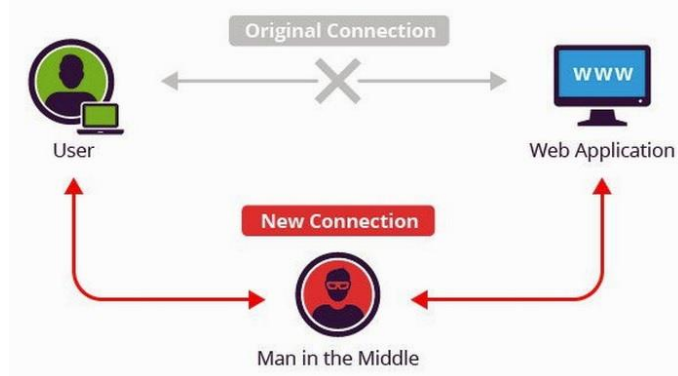 Original Connection
www
User
Web Application
New Connection
Man in the Middle